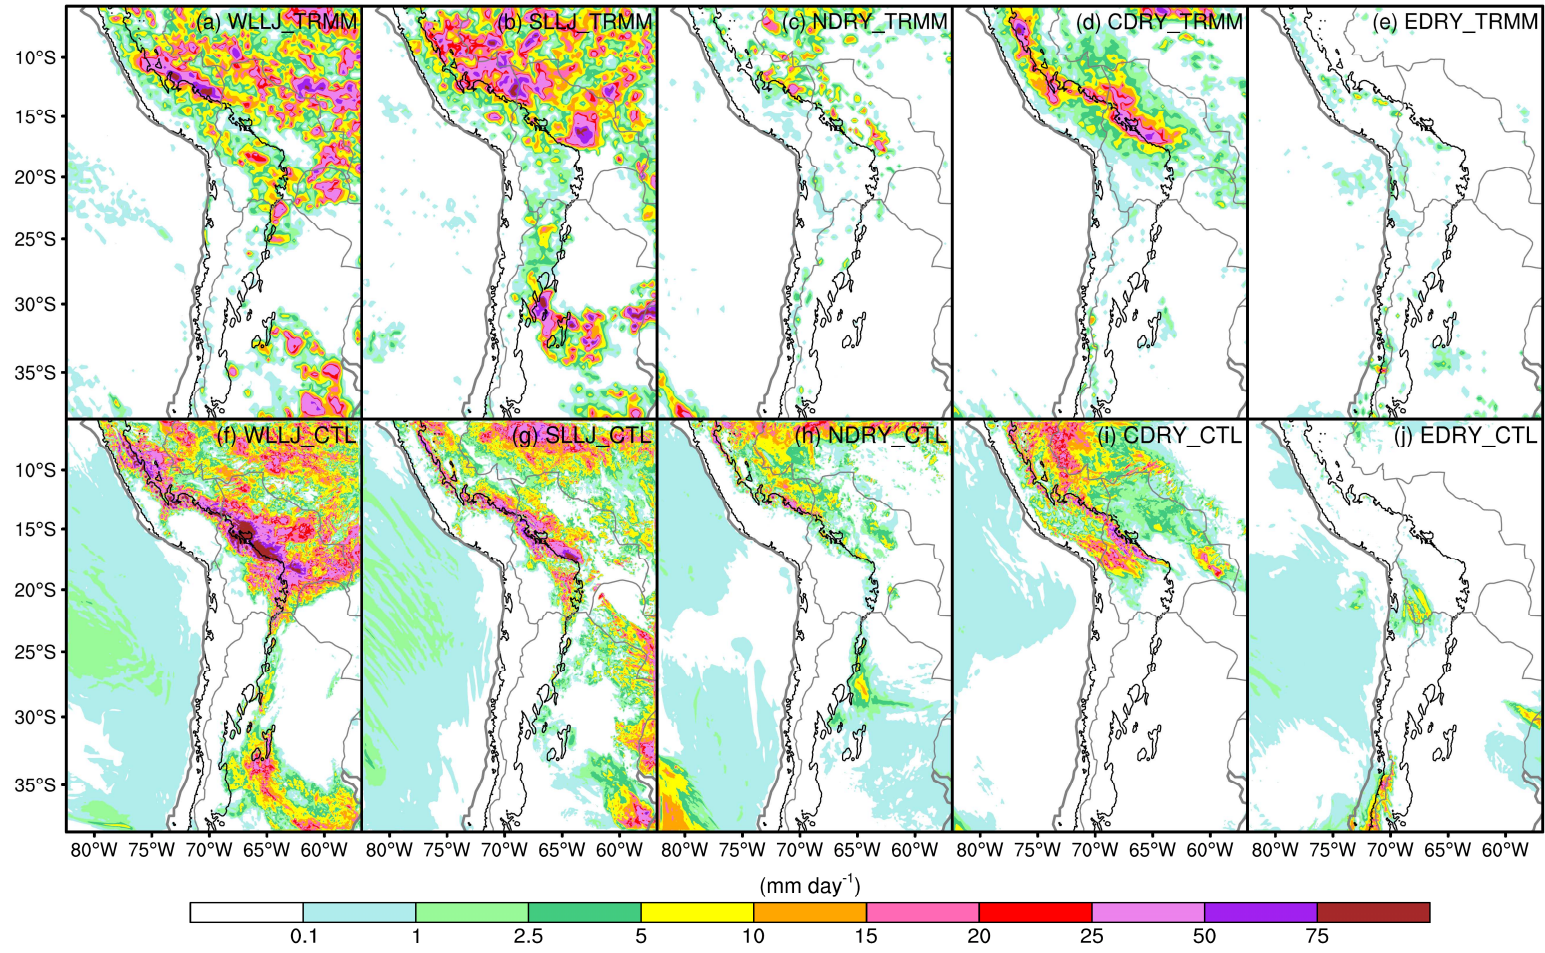 (a) WLLJ_TRMM
(b) SLLJ_TRMM
(c) NDRY_TRMM
(d) CDRY_TRMM
(e) EDRY_TRMM
10°S
15°S
20°S
25°S
30°S
35°S
(f) WLLJ_CTL
(g) SLLJ_CTL
(h) NDRY_CTL
(i) CDRY_CTL
(j) EDRY_CTL
10°S
15°S
20°S
25°S
30°S
35°S
80°W 75°W 70°W 65°W 60°W 80°W 75°W 70°W 65°W 60°W 80°W 75°W 70°W 65°W 60°W 80°W 75°W 70°W 65°W 60°W 80°W 75°W 70°W 65°W 60°W
(mm day⁻¹)
0.1 1 2.5 5 10 15 20 25 50 75